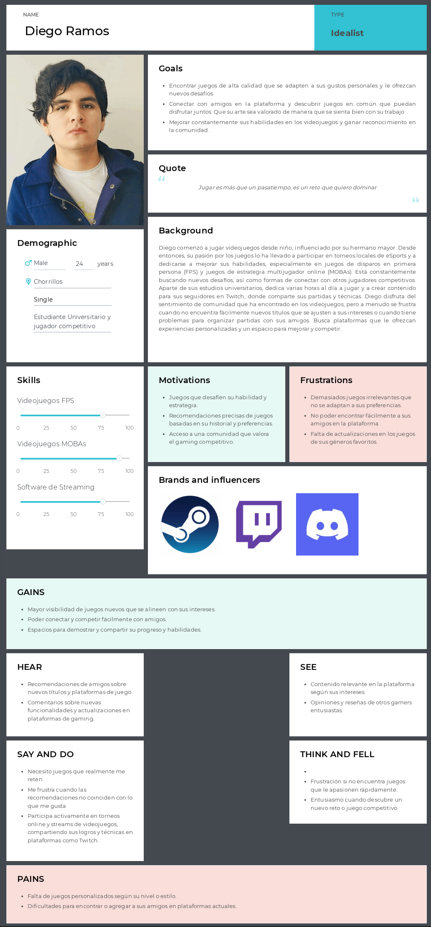 NAME
Diego Ramos
TYPE
Idealist
Goals
Encontrar juegos de alta calidad que se adapten a sus gustos personales y le ofrezcan
nuevos desafíos.
Conectar con amigos en la plataforma y descubrir juegos en común que puedan
disfrutar juntos. Que su arte sea valorado de manera que se sienta bien con su trabajo
Mejorar constantemente sus habilidades en los videojuegos y ganar reconocimiento en
la comunidad.
Quote
“
Jugar es más que un pasatiempo, es un reto que quiero dominar
”
Demographic
Male
24 years
Chorrillos
Single
Estudiante Universitario y
jugador competitivo
Background
Diego comenzó a jugar videojuegos desde niño, influenciado por su hermano mayor. Desde
entonces, su pasión por los juegos lo ha llevado a participar en torneos locales de eSports y a
dedicarse a mejorar sus habilidades, especialmente en juegos de disparos en primera
persona (FPS) y juegos de estrategia multijugador online (MOBAs). Está constantemente
buscando nuevos desafíos, así como formas de conectar con otros jugadores competitivos.
Aparte de sus estudios universitarios, dedica varias horas al día a jugar y a crear contenido
para sus seguidores en Twitch, donde comparte sus partidas y técnicas. Diego disfruta del
sentimiento de comunidad que ha encontrado en los videojuegos, pero a menudo se frustra
cuando no encuentra fácilmente nuevos títulos que se ajusten a sus intereses o cuando tiene
problemas para organizar partidas con sus amigos. Busca plataformas que le ofrezcan
experiencias personalizadas y un espacio para mejorar y competir.
Skills
Videojuegos FPS
0 25 50 75 100
Videojuegos MOBAs
0 25 50 75 100
Software de Streaming
0 25 50 75 100
Motivations
Juegos que desafíen su habilidad y
estrategia.
Recomendaciones precisas de juegos
basadas en su historial y preferencias.
Acceso a una comunidad que valora
el gaming competitivo.
Frustrations
Demasiados juegos irrelevantes que
no se adaptan a sus preferencias.
No poder encontrar fácilmente a sus
amigos en la plataforma.
Falta de actualizaciones en los juegos
de sus géneros favoritos.
Brands and influencers
GAINS
Mayor visibilidad de juegos nuevos que se alineen con sus intereses.
Poder conectar y competir fácilmente con amigos.
Espacios para demostrar y compartir su progreso y habilidades.
HEAR
Recomendaciones de amigos sobre
nuevos títulos y plataformas de juego.
Comentarios sobre nuevas
funcionalidades y actualizaciones en
plataformas de gaming.
SEE
Contenido relevante en la plataforma
según sus intereses.
Opiniones y reseñas de otros gamers
entusiastas.
SAY AND DO
Necesito juegos que realmente me
reten
Me frustra cuando las
recomendaciones no coinciden con lo
que me gusta
Participa activamente en torneos
online y streams de videojuegos,
compartiendo sus logros y técnicas en
plataformas como Twitch.
THINK AND FELL
Frustración si no encuentra juegos
que le apasionen rápidamente.
Entusiasmo cuando descubre un
nuevo reto o juego competitivo.
PAINS
Falta de juegos personalizados según su nivel o estilo.
Dificultades para encontrar o agregar a sus amigos en plataformas actuales.